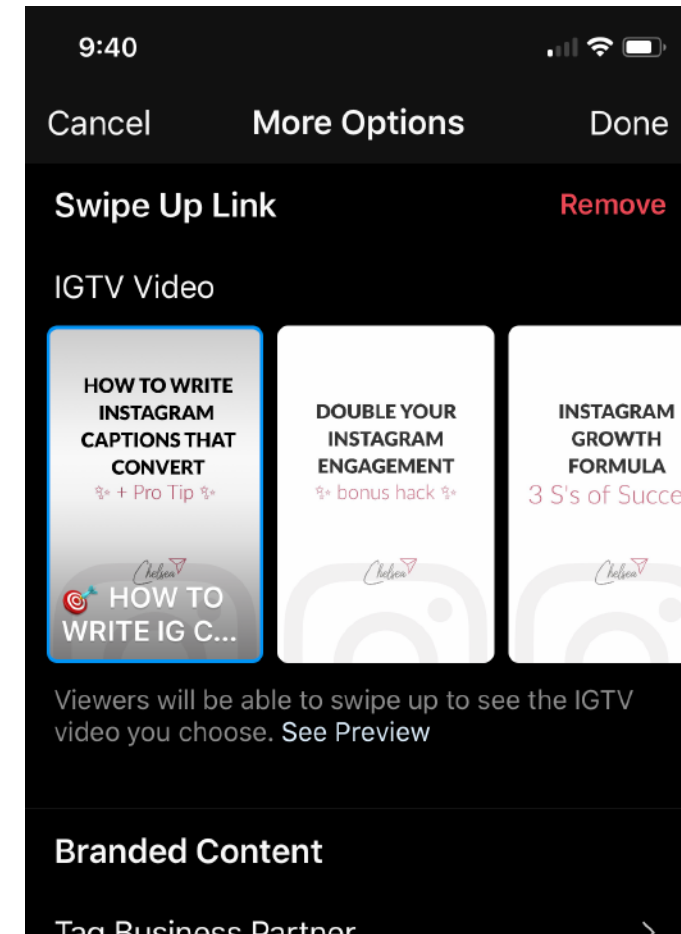 9:40
Cancel More Options Done
Swipe Up Link Remove
IGTV Video
HOW TO WRITE
INSTAGRAM
CAPTIONS THAT
CONVERT
+ Pro Tip
Chelsea
HOW TO
WRITE IG C...
DOUBLE YOUR
INSTAGRAM
ENGAGEMENT
bonus hack
Chelsea
INSTAGRAM
GROWTH
FORMULA
3 S's of Succe
Chelsea
Viewers will be able to swipe up to see the IGTV
video you choose. See Preview
Branded Content
Tag Business Partner